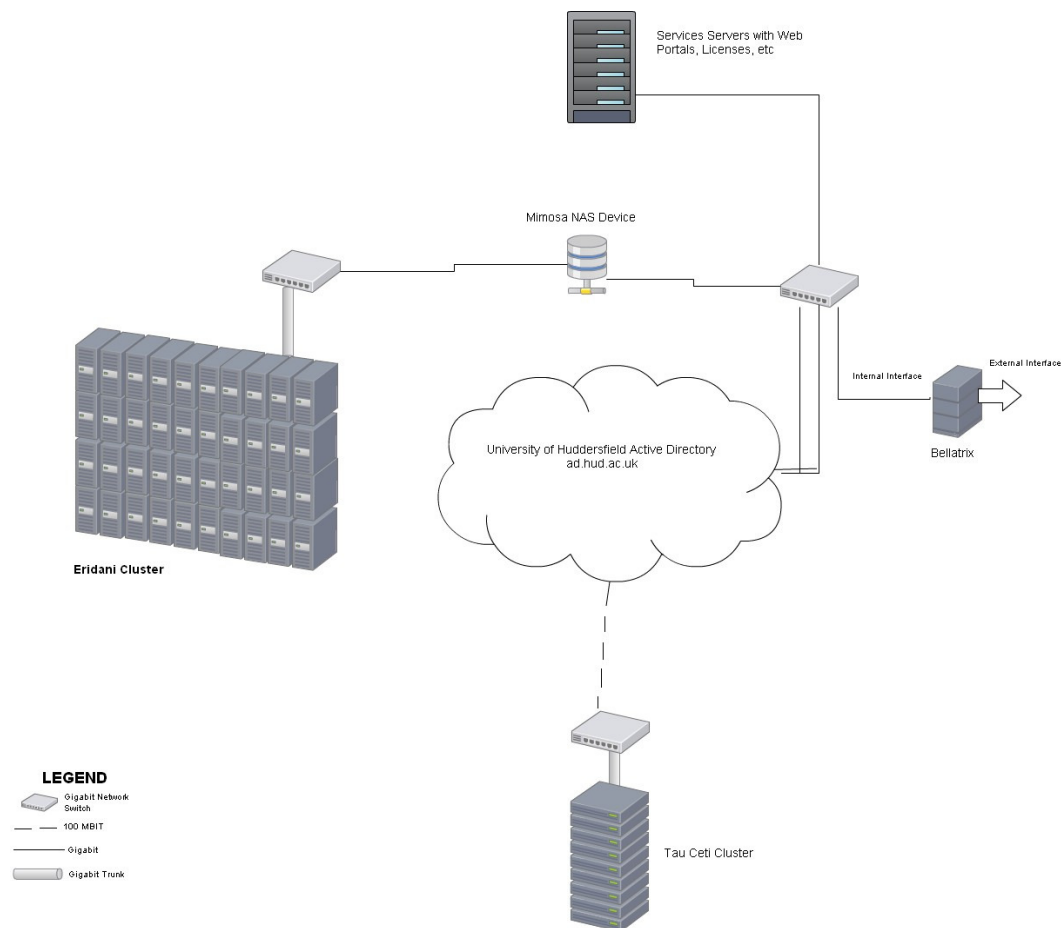 Services Servers with Web
Portals, Licenses, etc
Mimosa NAS Device
External Interface
Internal Interface
Bellatrix
University of Huddersfield Active Directory
ad.hud.ac.uk
Eridani Cluster
Tau Ceti Cluster
LEGEND
Gigabit Network
Switch
100 MBIT
Gigabit
Gigabit Trunk